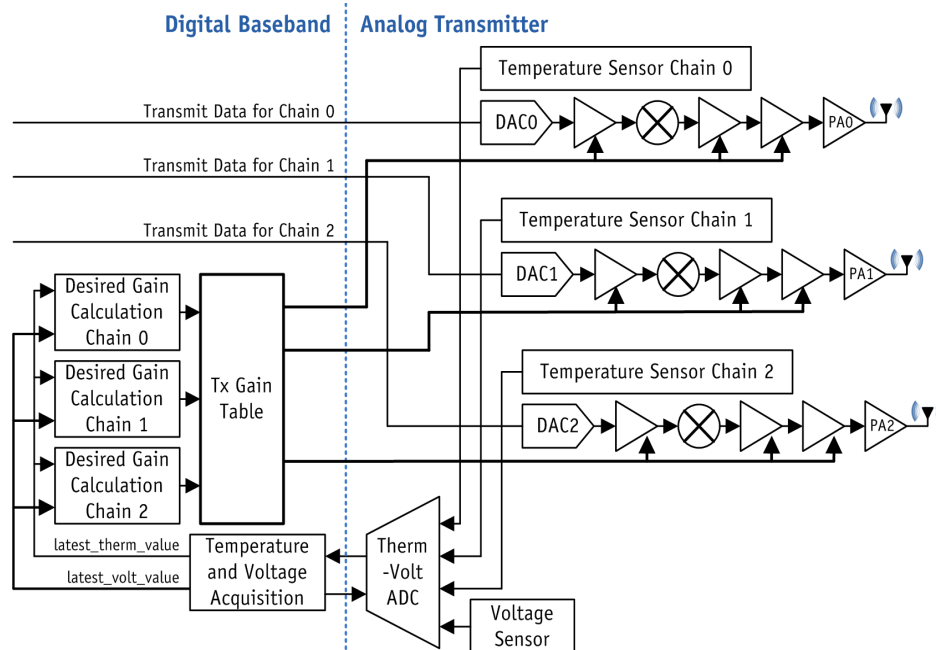 Digital Baseband
Analog Transmitter
Temperature Sensor Chain 0
Transmit Data for Chain 0
DAC0
PA0
Transmit Data for Chain 1
Temperature Sensor Chain 1
Transmit Data for Chain 2
DAC1
PA1
Desired Gain
Calculation
Chain 0
Desired Gain
Calculation
Chain 1
Desired Gain
Calculation
Chain 2
Tx Gain
Table
Temperature Sensor Chain 2
DAC2
PA2
latest_therm_value
latest_volt_value
Temperature
and Voltage
Acquisition
Therm
-Volt
ADC
Voltage
Sensor